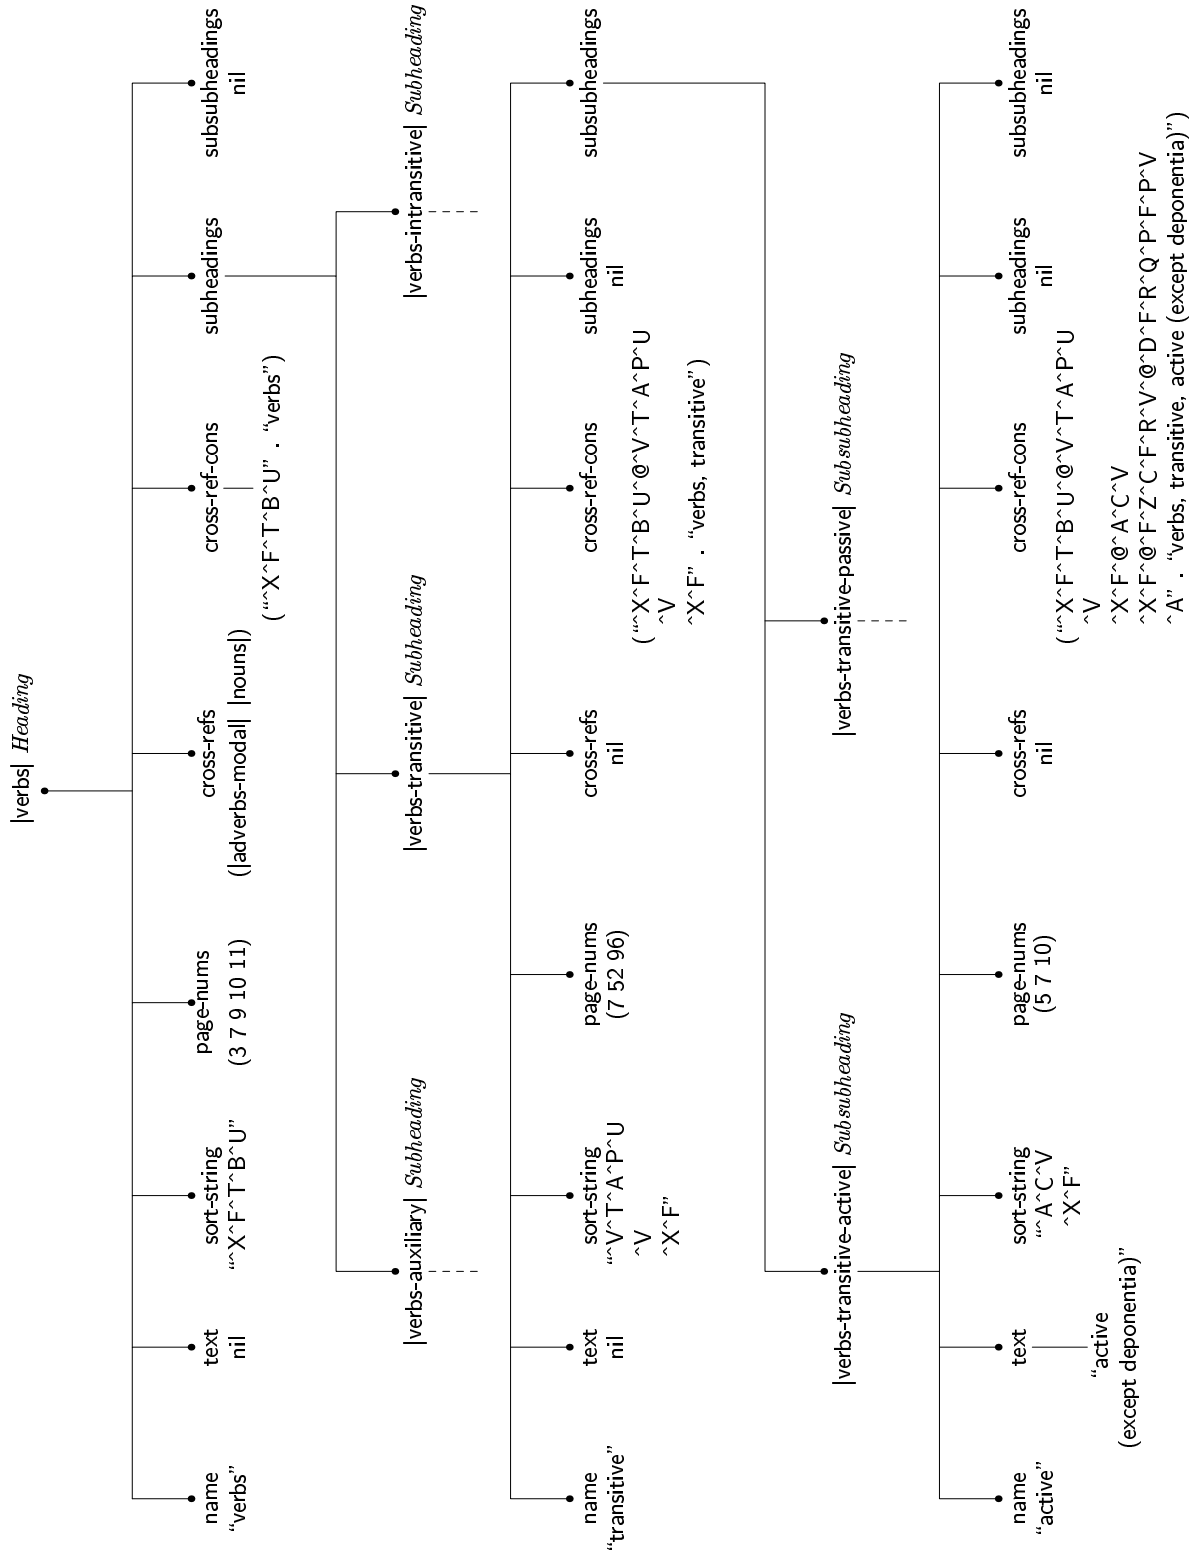 |verbs| Heading
name
“verbs”
text
nil
sort-string
“^X^F^T^B^U”
page-nums
(3 7 9 10 11)
cross-refs
(|adverbs-modal| |nouns|)
cross-ref-cons
(“^X^F^T^B^U” . “verbs”)
subheadings
subsubheadings
nil
|verbs-auxiliary| Subheading
|verbs-transitive| Subheading
|verbs-intransitive| Subheading
name
“transitive”
text
nil
sort-string
“^V^T^A^P^U
^V
^X^F”
page-nums
(7 52 96)
cross-refs
nil
cross-ref-cons
(“^X^F^T^B^U^@^V^T^A^P^U
^V
^X^F” . “verbs, transitive”)
subheadings
nil
subsubheadings
|verbs-transitive-active| Subsubheading
|verbs-transitive-passive| Subsubheading
name
“active”
text
“active
(except deponentia)”
sort-string
“^A^C^V
^X^F”
page-nums
(5 7 10)
cross-refs
nil
cross-ref-cons
(“^X^F^T^B^U^@^V^T^A^P^U
^V
^X^F^@^A^C^V
^X^F^@^F^Z^C^F^R^V^@^D^F^R^Q^P^F^P^V
^A” . “verbs, transitive, active (except deponentia)”)
subheadings
nil
subsubheadings
nil